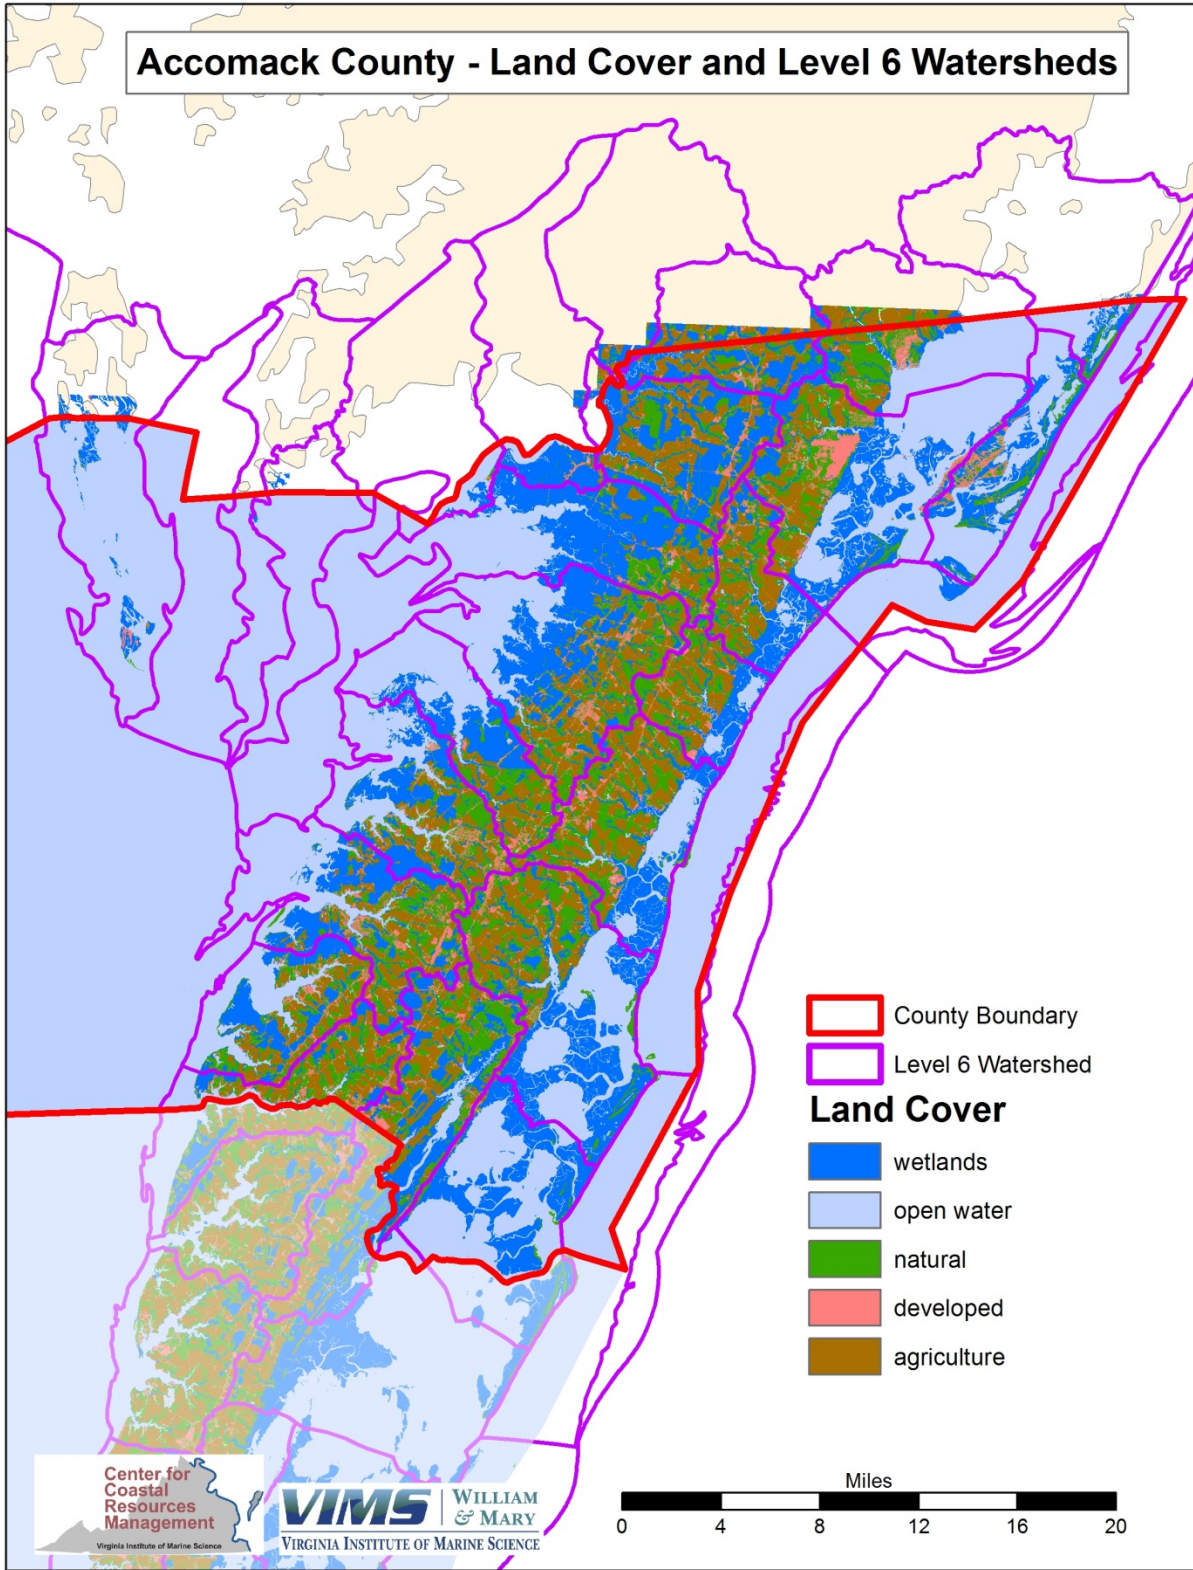 Accomack County - Land Cover and Level 6 Watersheds
County Boundary
Level 6 Watershed
Land Cover
wetlands
open water
natural
developed
agriculture
Miles
0 4 8 12 16 20
Center for
Coastal
Resources
Management
Virginia Institute of Marine Science
VIMS
WILLIAM
& MARY
VIRGINIA INSTITUTE OF MARINE SCIENCE